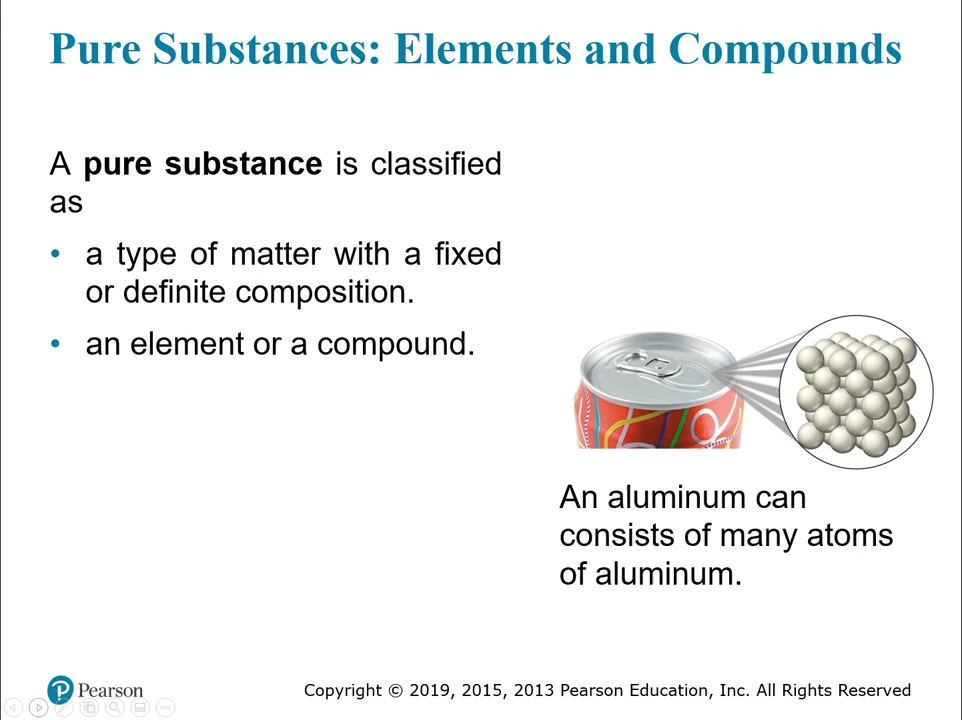 Pure Substances: Elements and Compounds
A pure substance is classified
as
• a type of matter with a fixed
or definite composition.
• an element or a compound.
An aluminum can
consists of many atoms
of aluminum.
Pearson
Copyright © 2019, 2015, 2013 Pearson Education, Inc. All Rights Reserved